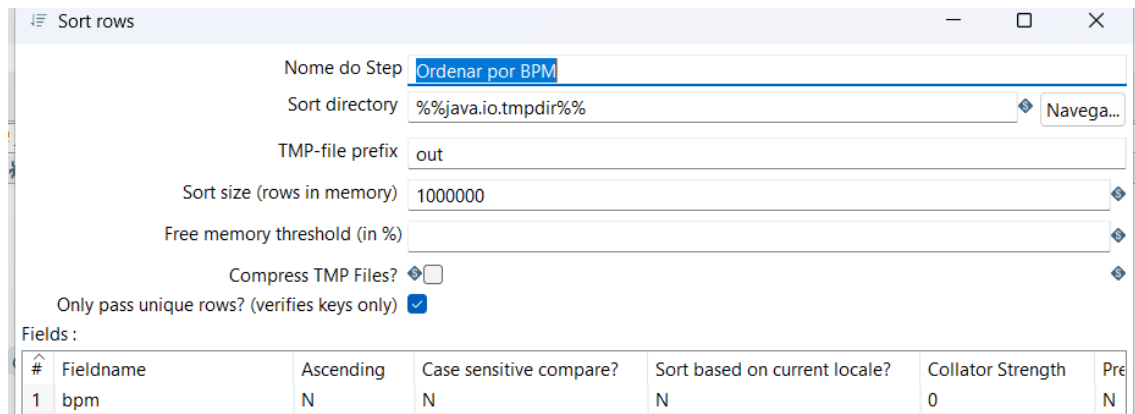 Sort rows
Nome do Step Ordenar por BPM
Sort directory %%java.io.tmpdir%% Navega...
TMP-file prefix out
Sort size (rows in memory) 1000000
Free memory threshold (in %)
Compress TMP Files?
Only pass unique rows? (verifies keys only)
Fields :
# Fieldname Ascending Case sensitive compare? Sort based on current locale? Collator Strength Pre
1 bpm N N N 0 N